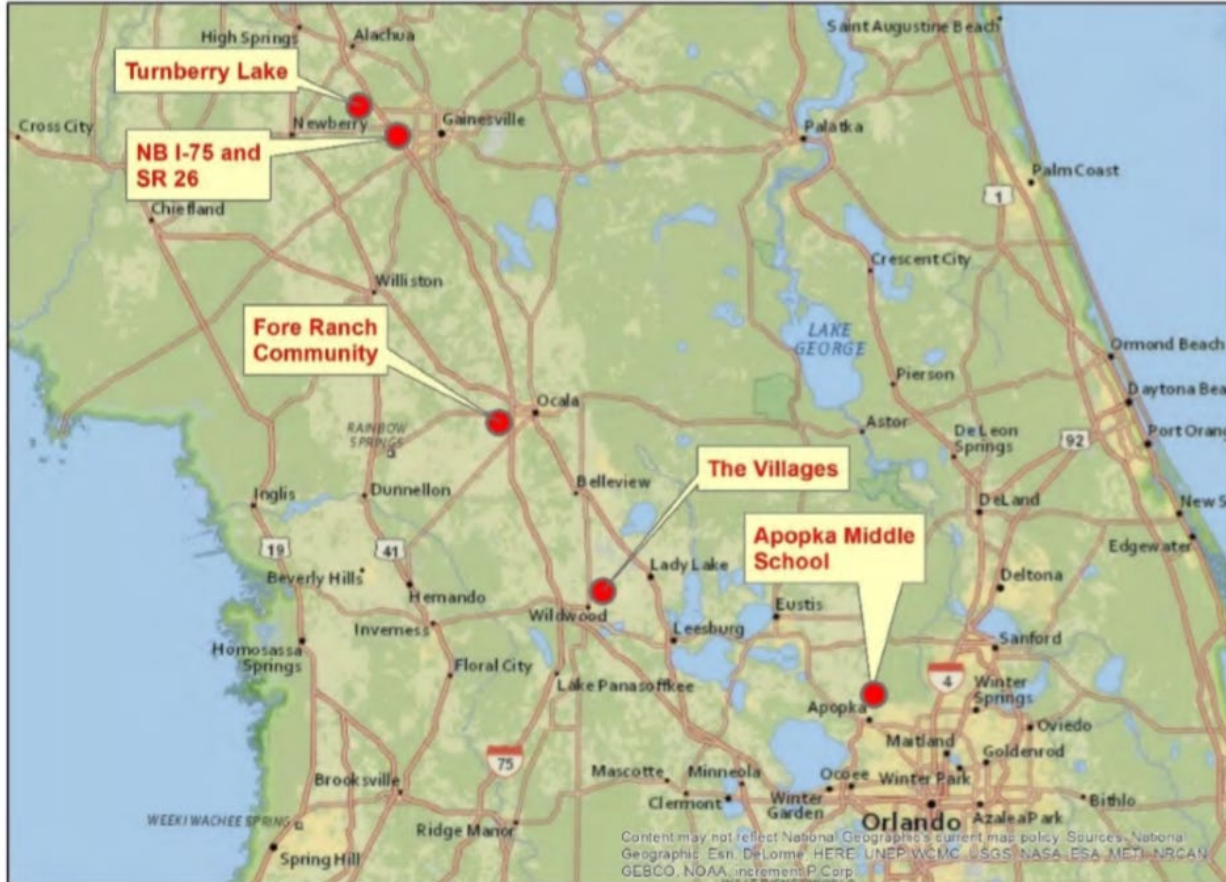 Saint Augustine Beach
High Springs
Alachua
Turnberry Lake
Cross City
Newberry
Gainesville
Palatka
NB I-75 and
SR 26
Palm Coast
1
Chiefland
Crescent City
Williston
Fore Ranch
Community
LAKE
GEORGE
Ormond Beach
Pierson
Daytona Bea
Ocala
RAINBOW
SPRINGS
Astor
De Leon
Springs
92
Port Orang
The Villages
Inglis
Dunnellon
Belleview
DeLand
New S
Apopka Middle
School
Edgewater
19
41
Beverly Hills
Lady Lake
Deltona
Hernando
Wildwood
Eustis
Inverness
Leesburg
Sanford
Homosassa
Springs
Floral City
Lake Panasoffkee
4
Winter
Springs
Apopka
Oviedo
Maitland
Goldenrod
75
Mascotte
Minneola
Ocoee
Winter Park
Brooksville
Clermont
Winter
Garden
Bithlo
WEEKI WACHEE SPRING
Ridge Manor
Orlando
Azalea Park
Spring Hill
Content may not reflect National Geographic's current map policy. Sources: National
Geographic, Esri, DeLorme, HERE, UNEP-WCMC, USGS, NASA, ESA, METI, NRCAN,
GEBCO, NOAA, increment P Corp.